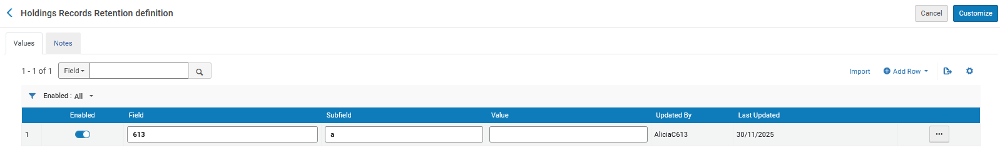 Holdings Records Retention definition
Cancel
Customize
Values
Notes
1 - 1 of 1
Field
Import
Add Row
Enabled : All
Enabled Field Subfield Value Updated By Last Updated
1 613 a AliciaC613 30/11/2025